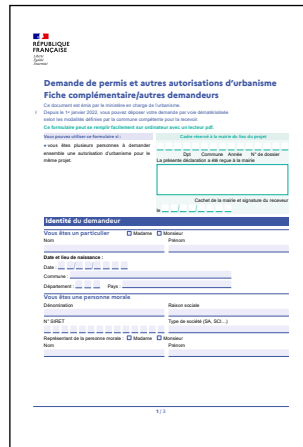 RÉPUBLIQUE
FRANÇAISE
Liberté
Égalité
Fraternité
Demande de permis et autres autorisations d'urbanisme
Fiche complémentaire/autres demandeurs
Ce document est émis par le ministère en charge de l'urbanisme.
i Depuis le 1er janvier 2022, vous pouvez déposer votre demande par voie dématérialisée
selon les modalités définies par la commune compétente pour la recevoir.
Ce formulaire peut se remplir facilement sur ordinateur avec un lecteur pdf.
Vous pouvez utiliser ce formulaire si :
• vous êtes plusieurs personnes à demander
ensemble une autorisation d'urbanisme pour le
même projet.
Cadre réservé à la mairie du lieu du projet
Dpt Commune Année N° de dossier
La présente déclaration a été reçue à la mairie
Cachet de la mairie et signature du receveur
le
Identité du demandeur
Vous êtes un particulier Madame Monsieur
Nom Prénom
Date et lieu de naissance :
Date :
Commune :
Département : Pays :
Vous êtes une personne morale
Dénomination Raison sociale
N° SIRET Type de société (SA, SCI...)
Représentant de la personne morale : Madame Monsieur
Nom Prénom
1 / 3